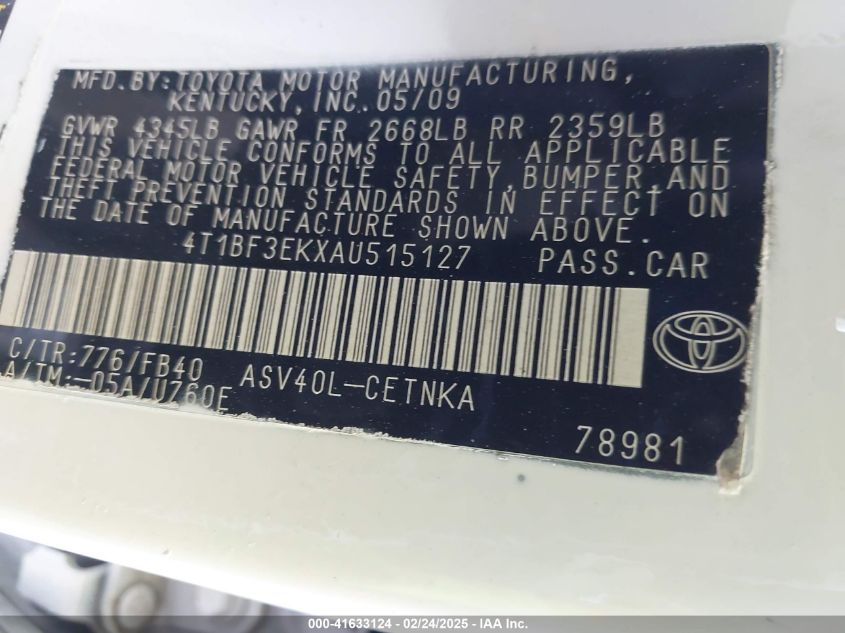 MFD.BY:TOYOTA MOTOR MANUFACTURING,
KENTUCKY,INC.05/09
GVWR 4345LB GAWR FR 2668LB RR 2359LB
THIS VEHICLE CONFORMS TO ALL APPLICABLE
FEDERAL MOTOR VEHICLE SAFETY,BUMPER,AND
THEFT PREVENTION STANDARDS IN EFFECT ON
THE DATE OF MANUFACTURE SHOWN ABOVE.
4T1BF3EKXAU515127 PASS.CAR
C/TR:776/FB40
A/TM:-05A/U760E
ASV40L-CETNKA
78981
000-41633124 - 02/24/2025 - IAA Inc.